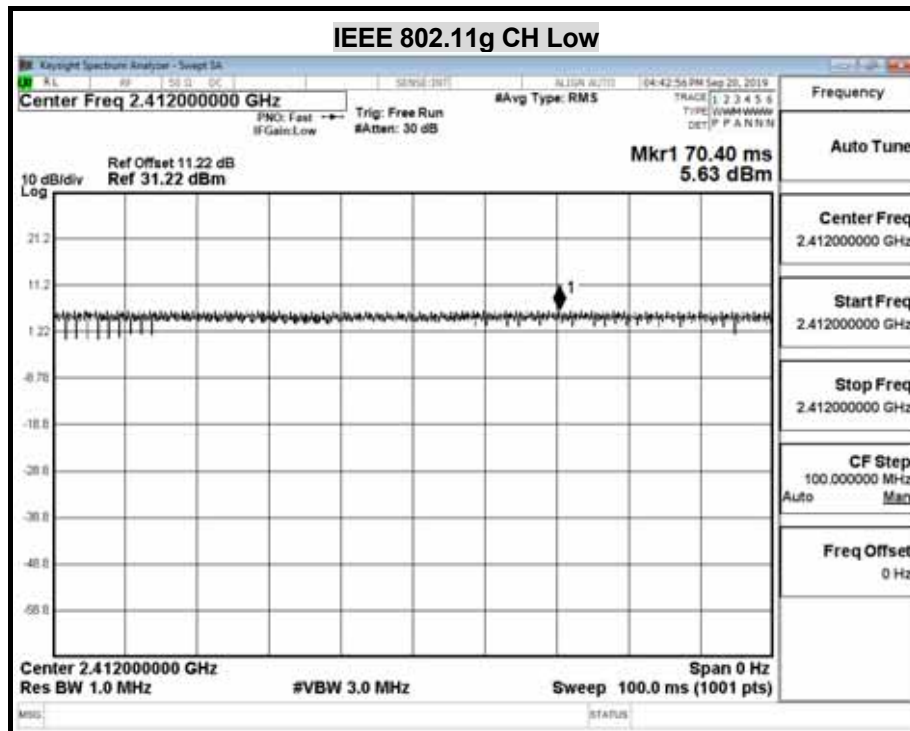 IEEE 802.11g CH Low
Keysight Spectrum Analyzer - Swept SA
RL RF 50 Ω DC SENSE:INT ALIGN AUTO 04:42:56 PM Sep 20, 2019
Center Freq 2.412000000 GHz
PNO: Fast
IFGain:Low
Trig: Free Run
#Atten: 30 dB
#Avg Type: RMS
TRACE 1 2 3 4 5 6
TYPE
DET P P A N N N
Frequency
Mkr1 70.40 ms
5.63 dBm
Ref Offset 11.22 dB
10 dB/div Ref 31.22 dBm
Log
21.2
11.2
1.22
-8.78
-18.8
-28.8
-38.8
-48.8
-58.8
1
Center 2.412000000 GHz
Span 0 Hz
Res BW 1.0 MHz
#VBW 3.0 MHz
Sweep 100.0 ms (1001 pts)
MSG
STATUS
Auto Tune
Center Freq
2.412000000 GHz
Start Freq
2.412000000 GHz
Stop Freq
2.412000000 GHz
CF Step
100.000000 MHz
Auto Man
Freq Offset
0 Hz